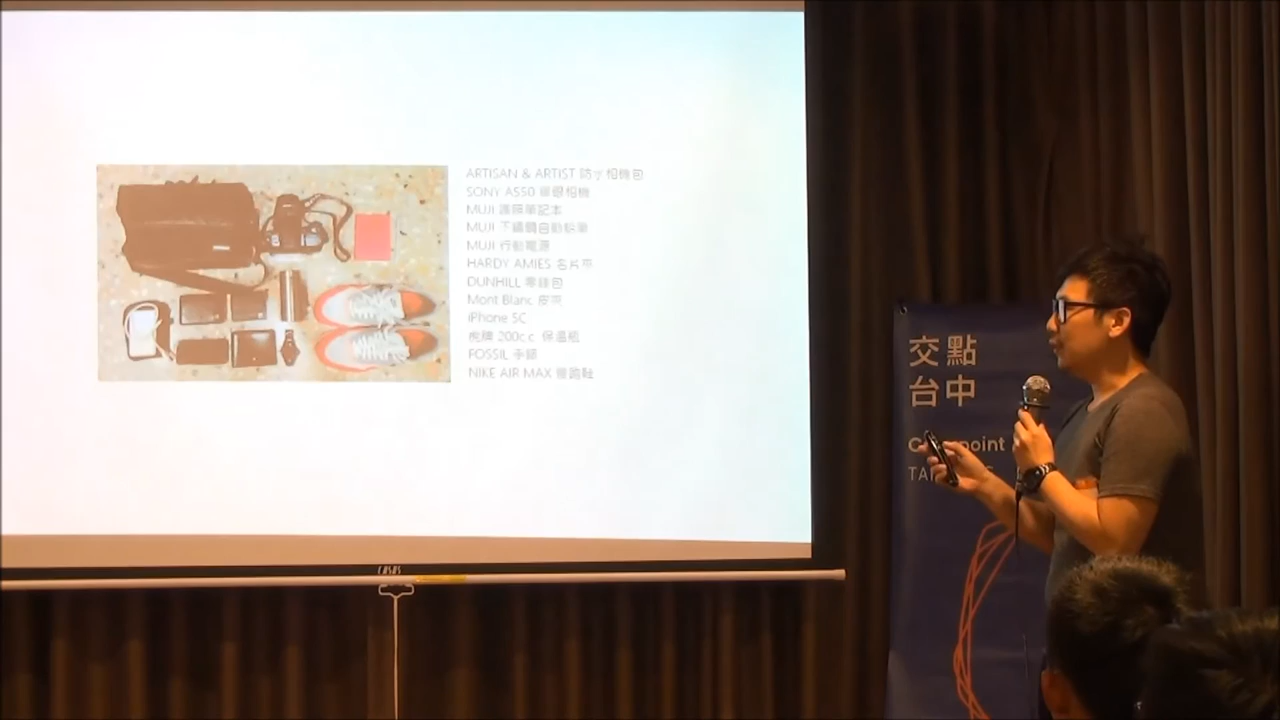 ARTISAN & ARTIST 防水相機包
SONY A550 單眼相機
MUJI 護照筆記本
MUJI 不鏽鋼自動鉛筆
MUJI 行動電源
HARDY AMIES 名片夾
DUNHILL 零錢包
Mont Blanc 皮夾
iPhone 5C
虎牌 200c.c. 保溫瓶
FOSSIL 手錶
NIKE AIR MAX 慢跑鞋
交點
台中
point